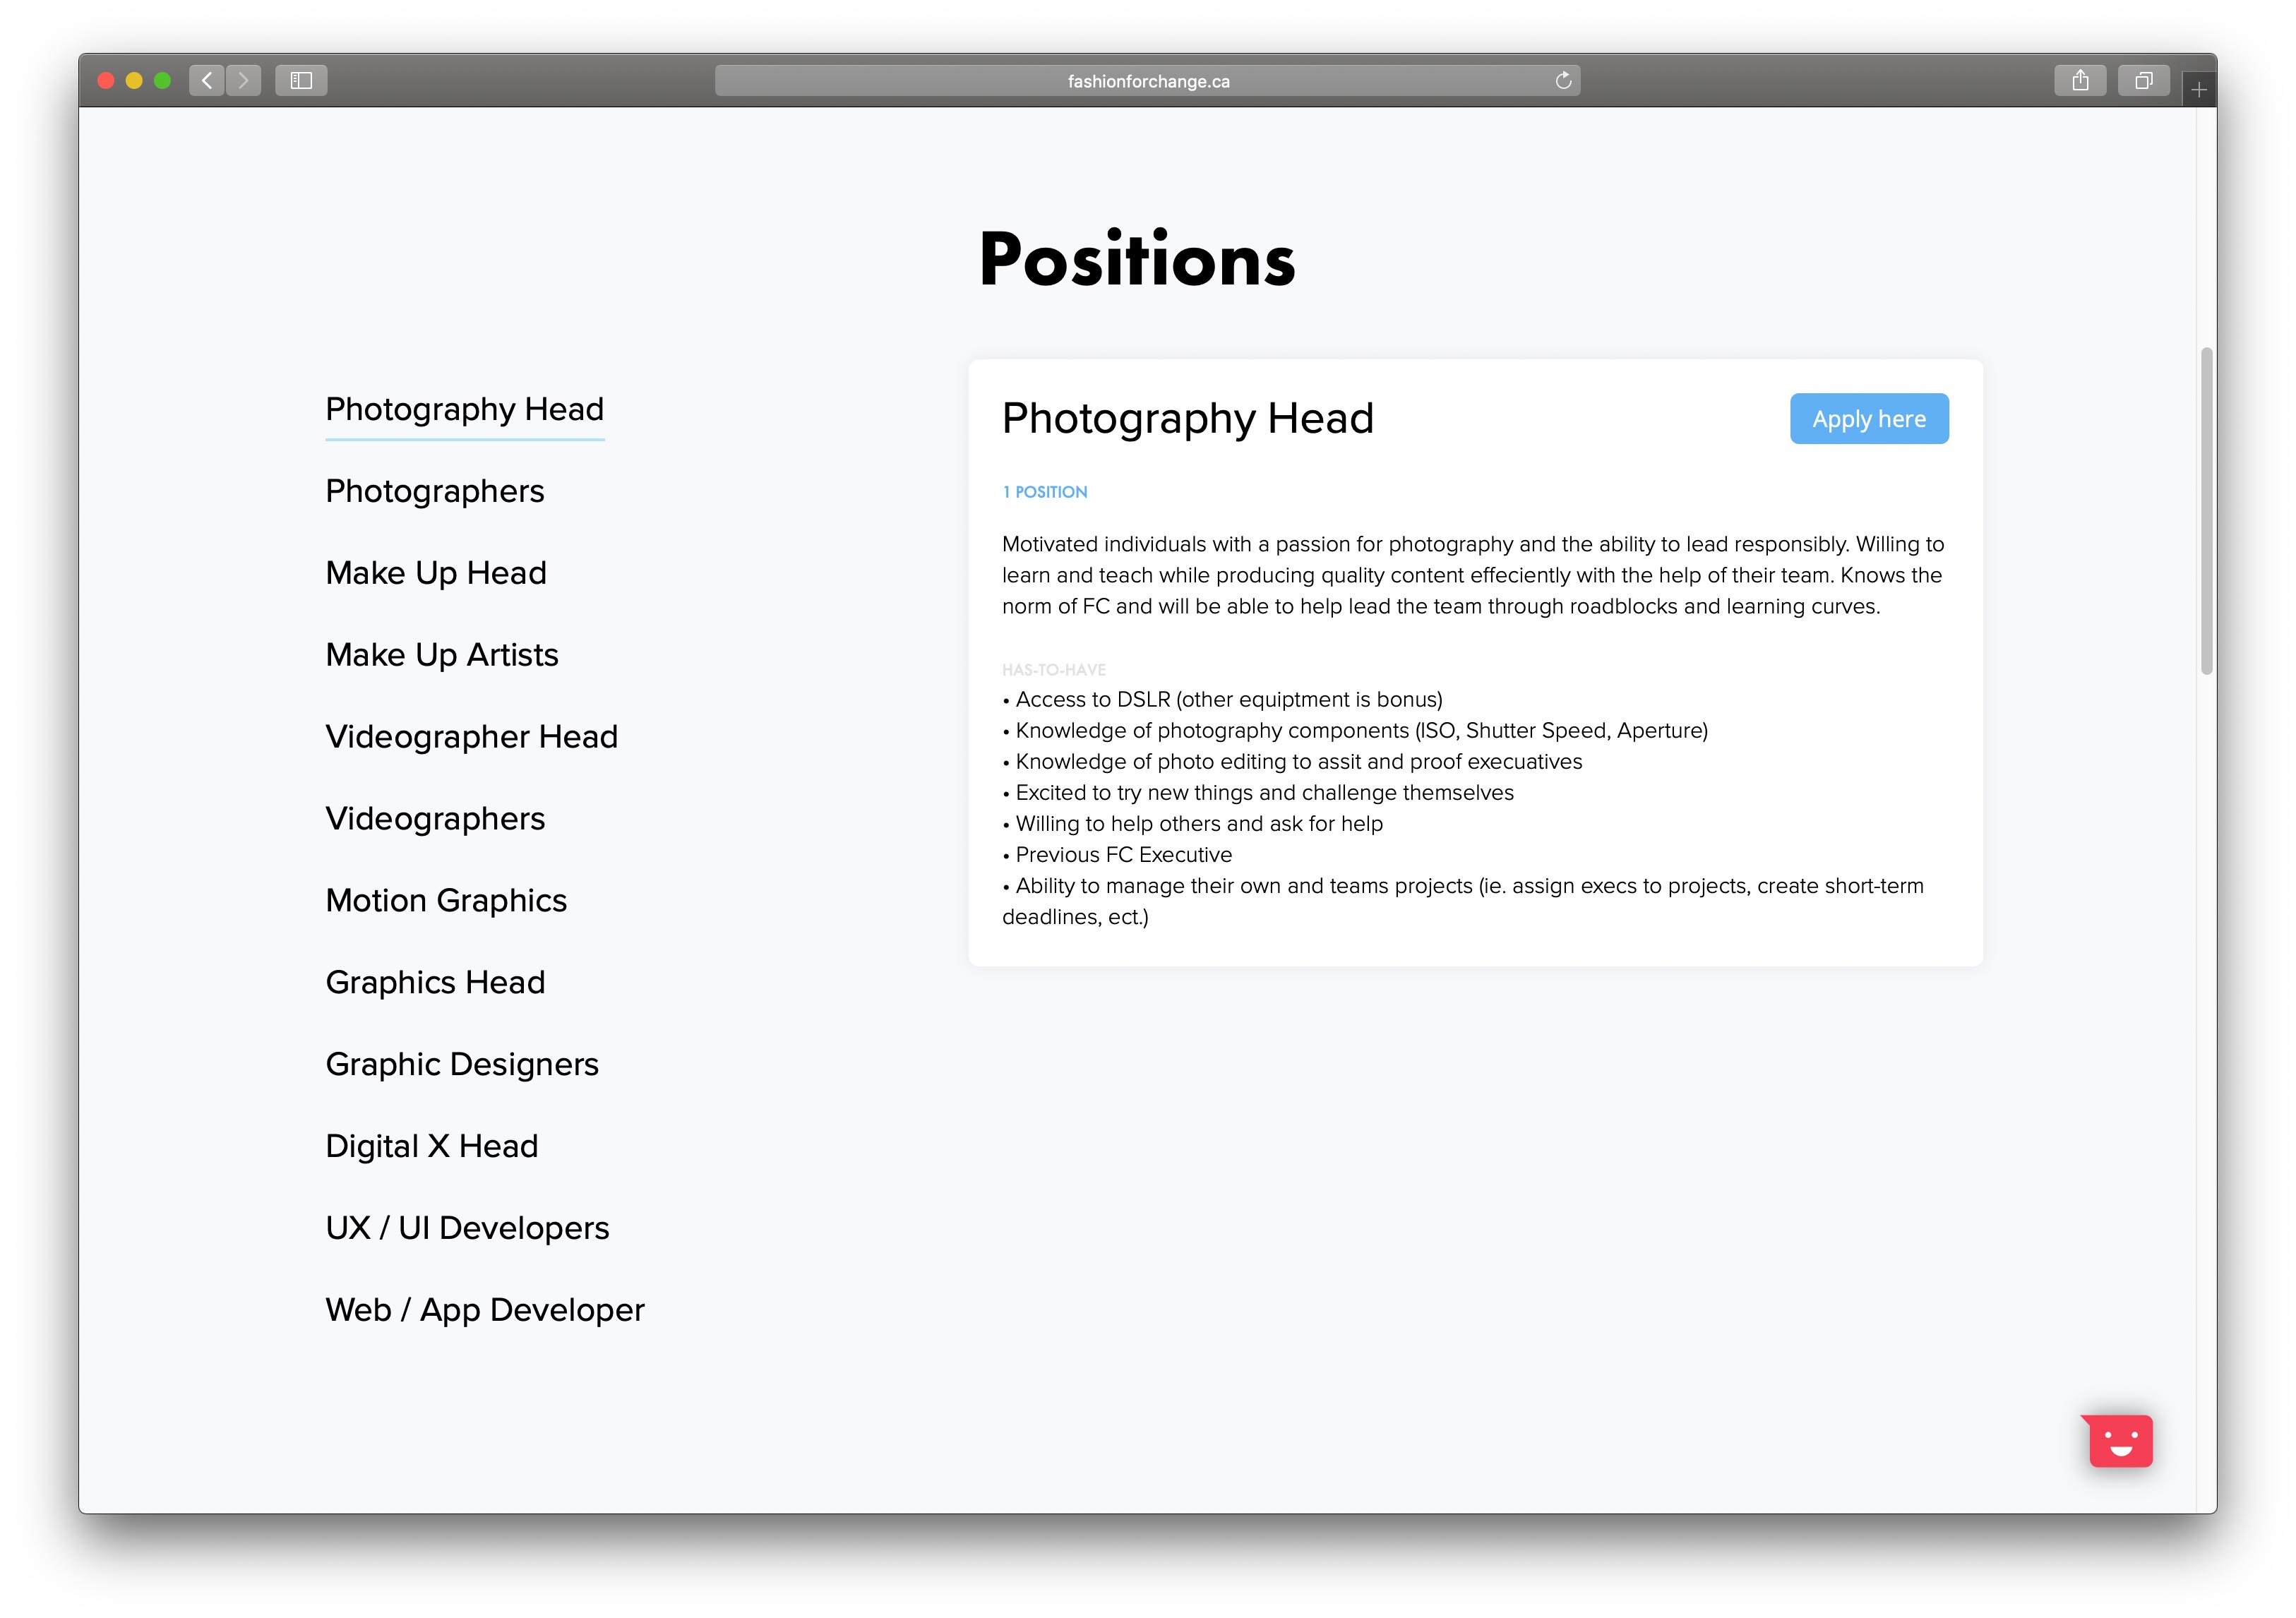 fashionforchange.ca
Positions
Photography Head
Photographers
Make Up Head
Make Up Artists
Videographer Head
Videographers
Motion Graphics
Graphics Head
Graphic Designers
Digital X Head
UX / UI Developers
Web / App Developer
Photography Head
Apply here
1 POSITION
Motivated individuals with a passion for photography and the ability to lead responsibly. Willing to
learn and teach while producing quality content effeciently with the help of their team. Knows the
norm of FC and will be able to help lead the team through roadblocks and learning curves.
HAS-TO-HAVE
• Access to DSLR (other equiptment is bonus)
• Knowledge of photography components (ISO, Shutter Speed, Aperture)
• Knowledge of photo editing to assit and proof execuatives
• Excited to try new things and challenge themselves
• Willing to help others and ask for help
• Previous FC Executive
• Ability to manage their own and teams projects (ie. assign execs to projects, create short-term
deadlines, ect.)